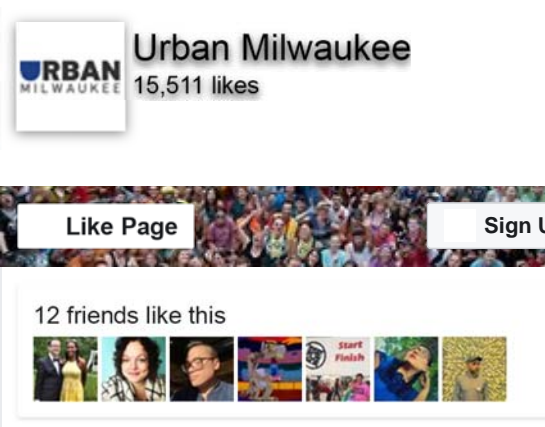 URBAN
MILWAUKEE
Urban Milwaukee
15,511 likes
Like Page
Sign U
12 friends like this
Start
Finish